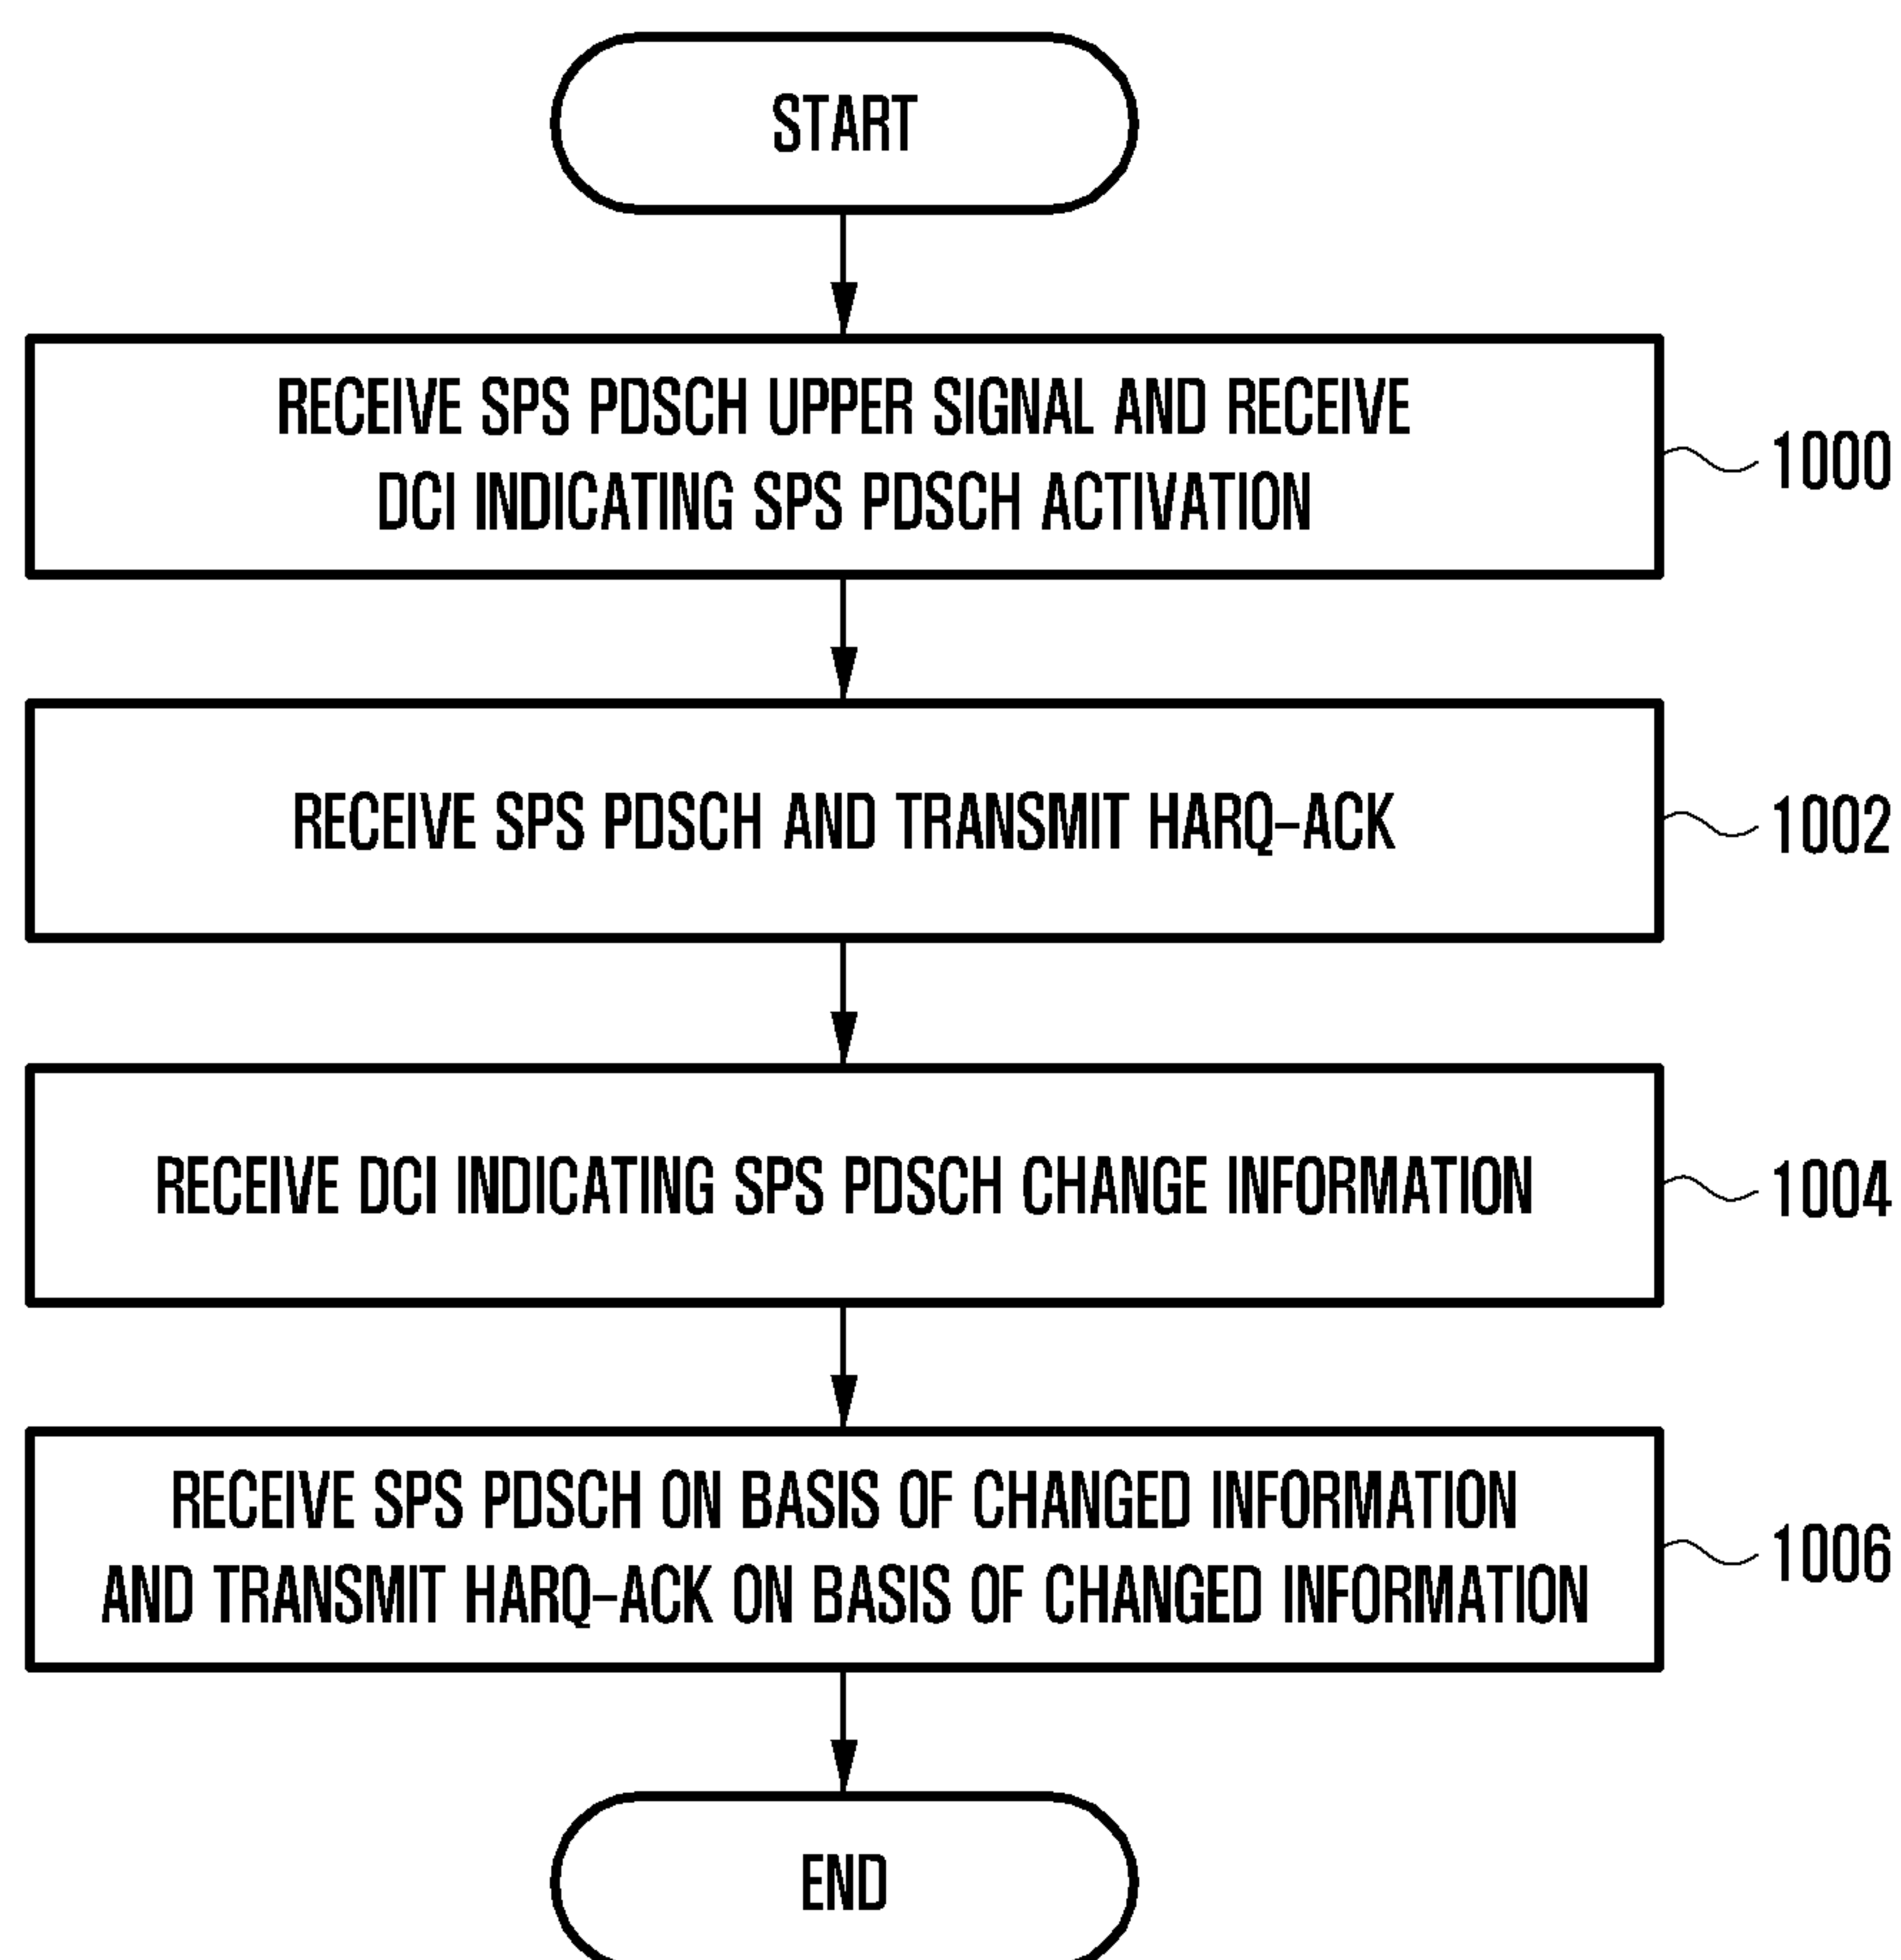 START
RECEIVE SPS PDSCH UPPER SIGNAL AND RECEIVE
DCI INDICATING SPS PDSCH ACTIVATION
1000
RECEIVE SPS PDSCH AND TRANSMIT HARQ-ACK
1002
RECEIVE DCI INDICATING SPS PDSCH CHANGE INFORMATION
1004
RECEIVE SPS PDSCH ON BASIS OF CHANGED INFORMATION
AND TRANSMIT HARQ-ACK ON BASIS OF CHANGED INFORMATION
1006
END